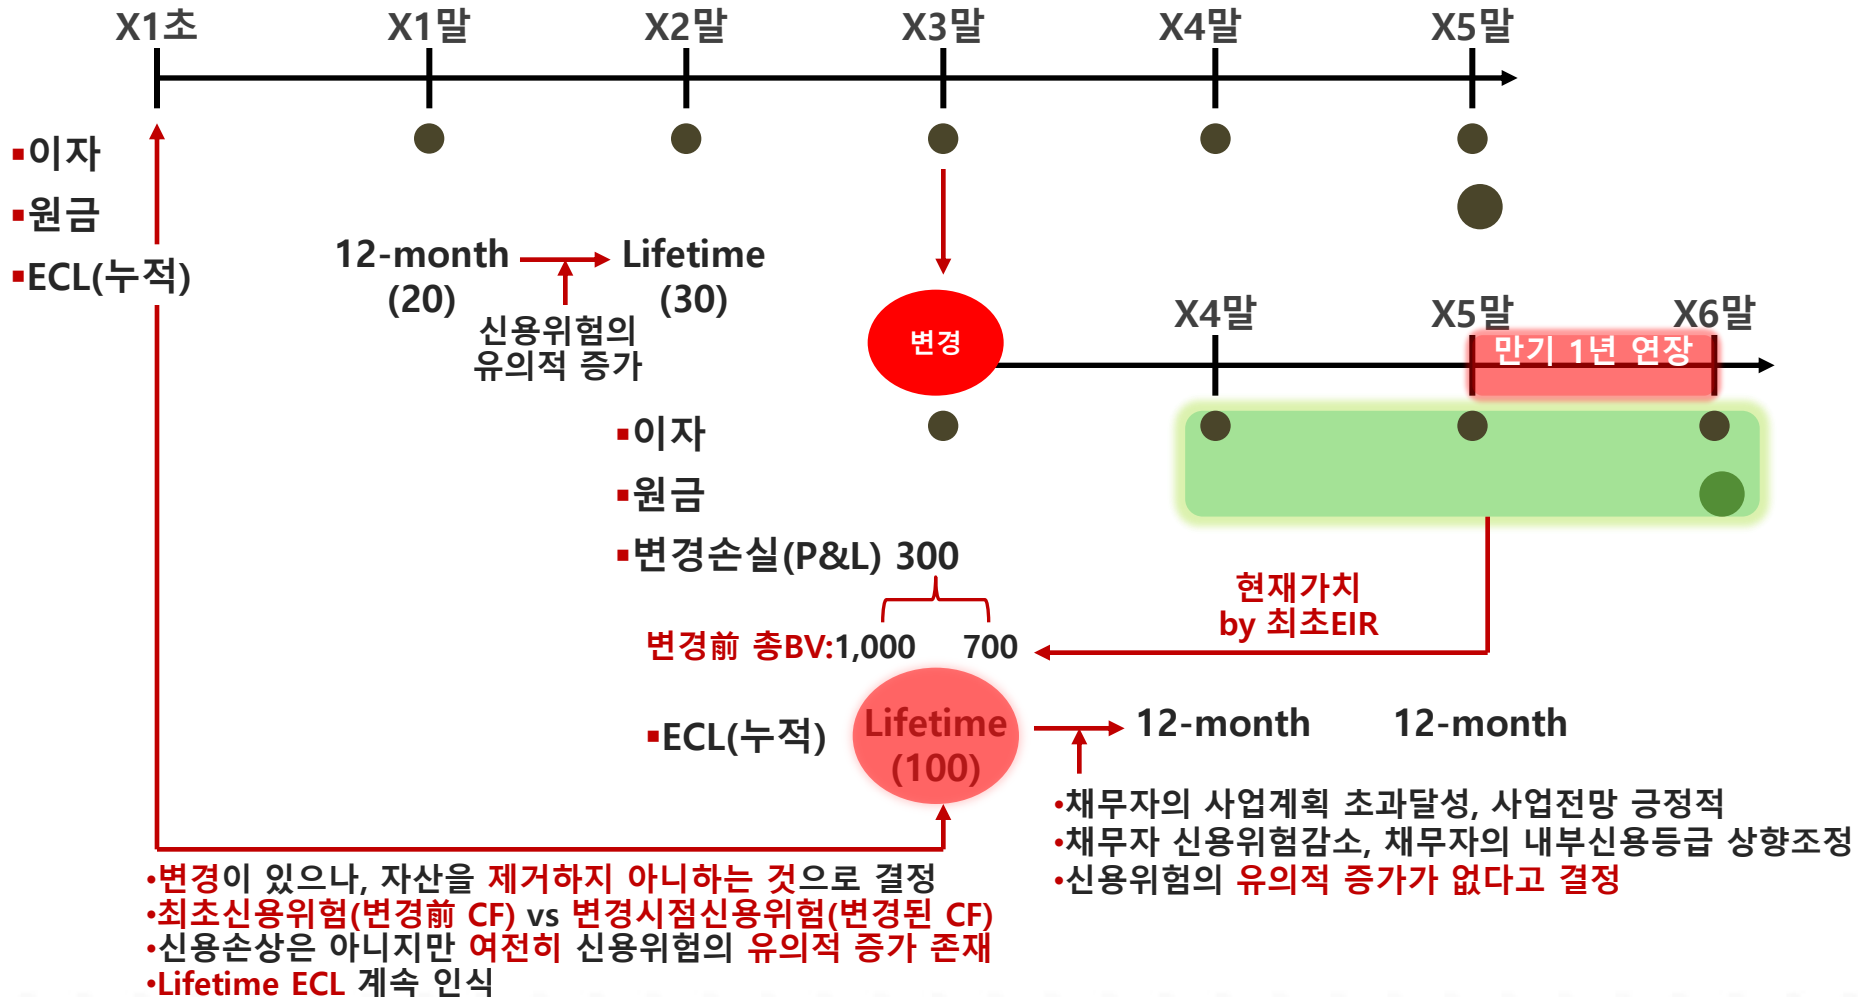 X1초 X1말 X2말 X3말 X4말 X5말
▪이자
▪원금
▪ECL(누적)
12-month Lifetime
(20) (30)
신용위험의
유의적 증가
변경
X4말 X5말 X6말
만기 1년 연장
▪이자
▪원금
▪변경손실(P&L) 300
현재가치
by 최초EIR
변경前 총BV:1,000 700
▪ECL(누적)
Lifetime
(100)
12-month 12-month
•채무자의 사업계획 초과달성, 사업전망 긍정적
•채무자 신용위험감소, 채무자의 내부신용등급 상향조정
•신용위험의 유의적 증가가 없다고 결정
•변경이 있으나, 자산을 제거하지 아니하는 것으로 결정
•최초신용위험(변경前 CF) vs 변경시점신용위험(변경된 CF)
•신용손상은 아니지만 여전히 신용위험의 유의적 증가 존재
•Lifetime ECL 계속 인식